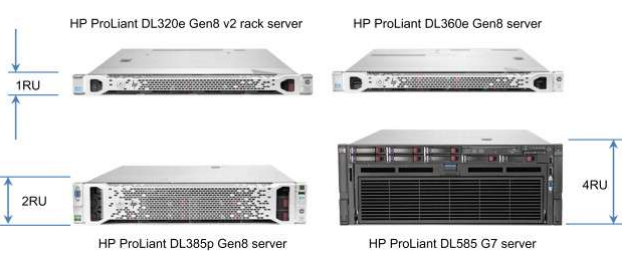 HP ProLiant DL320e Gen8 v2 rack server
HP ProLiant DL360e Gen8 server
1RU
2RU
4RU
HP ProLiant DL385p Gen8 server
HP ProLiant DL585 G7 server